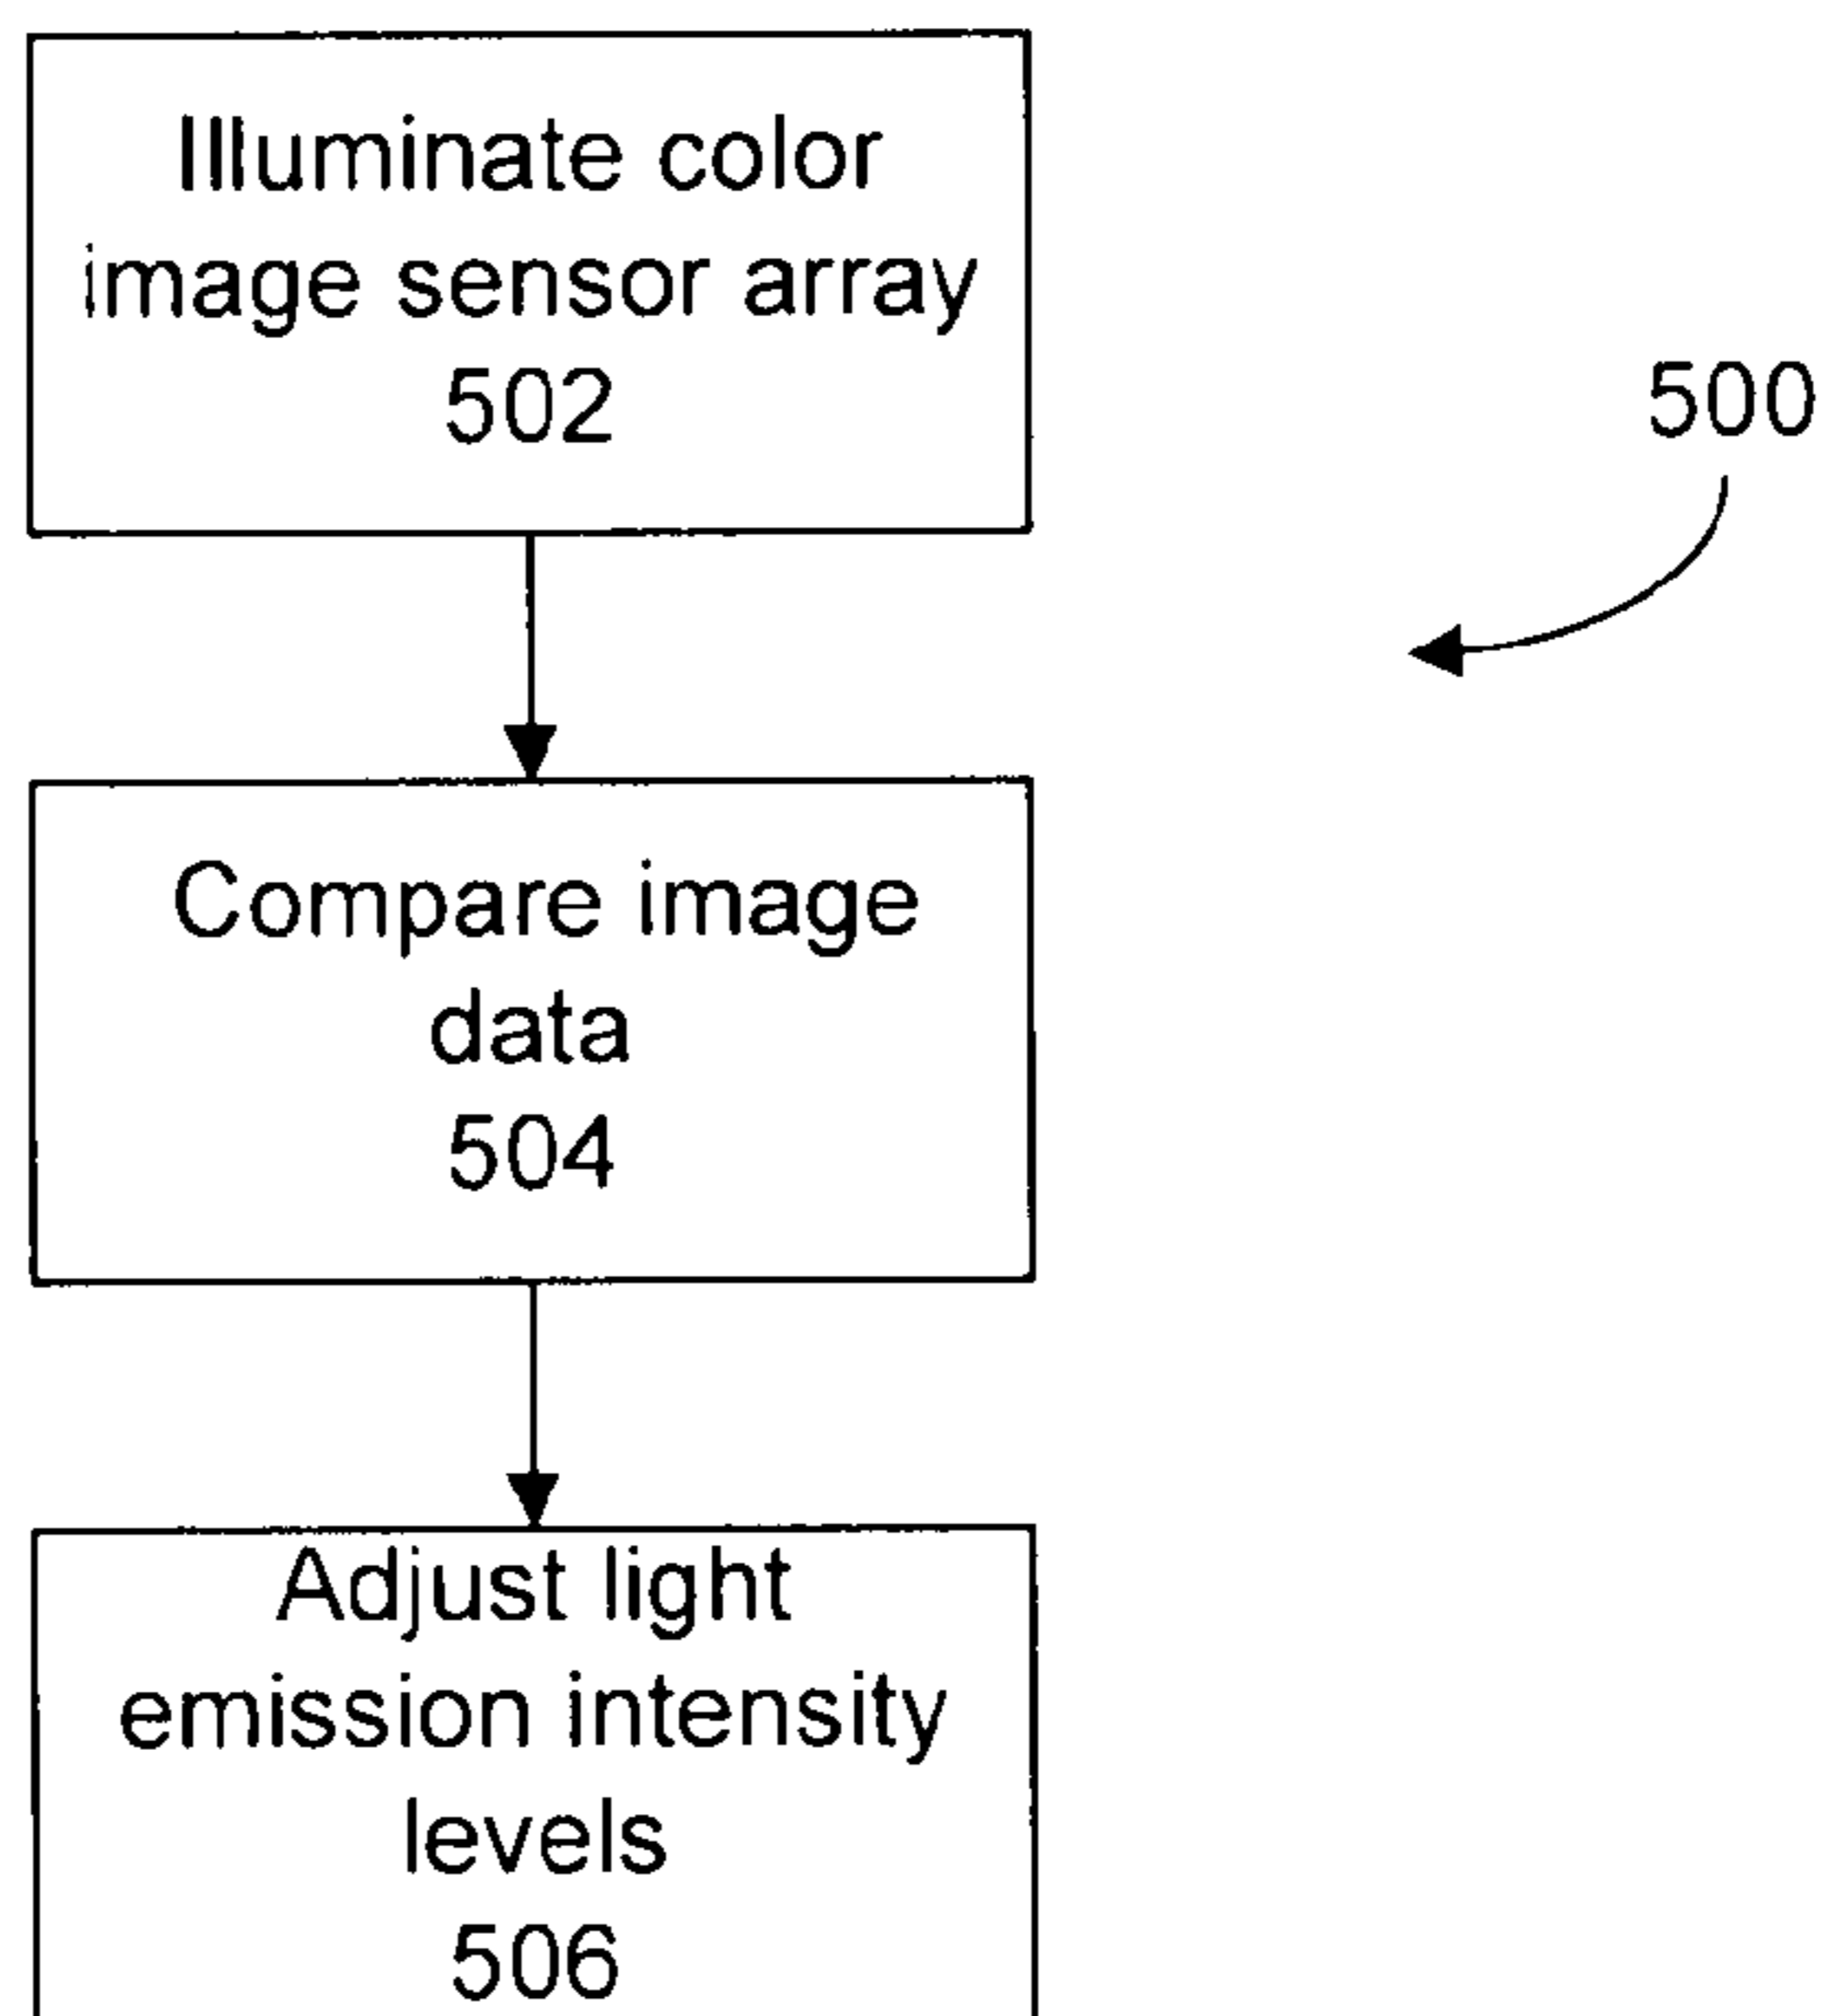 Illuminate color
image sensor array
502
500
Compare image
data
504
Adjust light
emission intensity
levels
506